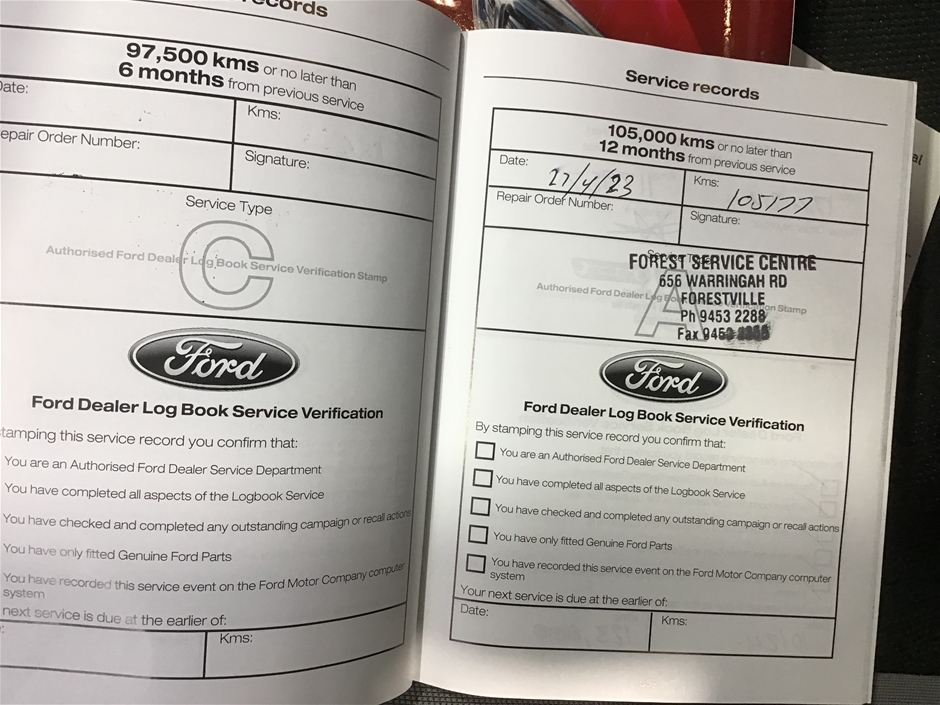 records
97,500 kms or no later than
6 months from previous service
Date:
Kms:
Repair Order Number:
Signature:
Service Type
C
Authorised Ford Dealer Log Book Service Verification Stamp
Ford
Ford Dealer Log Book Service Verification
stamping this service record you confirm that:
You are an Authorised Ford Dealer Service Department
You have completed all aspects of the Logbook Service
You have checked and completed any outstanding campaign or recall actions
You have only fitted Genuine Ford Parts
You have recorded this service event on the Ford Motor Company computer
system
next service is due at the earlier of:
Kms:
Service records
105,000 kms or no later than
12 months from previous service
Date: 27/4/23
Kms: 105177
Repair Order Number:
Signature:
FOREST SERVICE CENTRE
656 WARRINGAH RD
Authorised Ford Dealer Log Book Service Verification Stamp
A
FORESTVILLE
Ph 9453 2288
Fax 945
Ford
Ford Dealer Log Book Service Verification
By stamping this service record you confirm that:
You are an Authorised Ford Dealer Service Department
You have completed all aspects of the Logbook Service
You have checked and completed any outstanding campaign or recall actions
You have only fitted Genuine Ford Parts
You have recorded this service event on the Ford Motor Company computer
system
Your next service is due at the earlier of:
Date:
Kms: